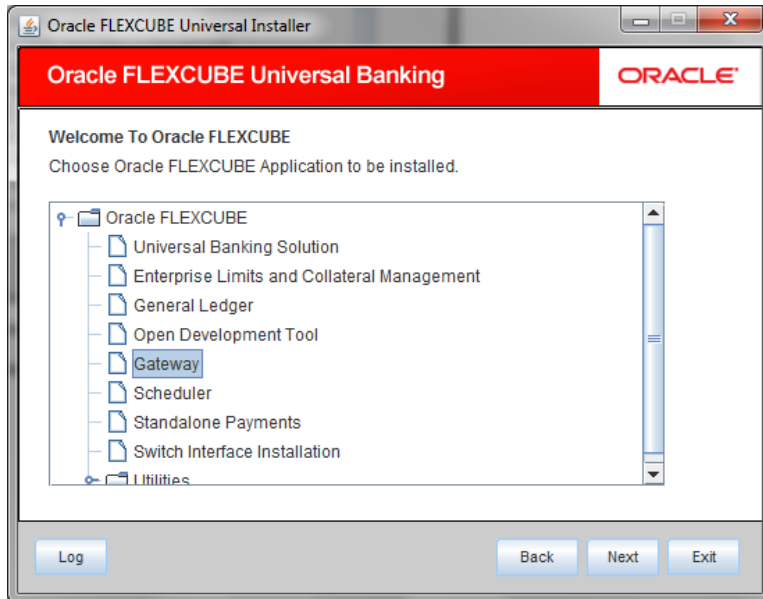 Oracle FLEXCUBE Universal Installer
Oracle FLEXCUBE Universal Banking
ORACLE
Welcome To Oracle FLEXCUBE
Choose Oracle FLEXCUBE Application to be installed.
Oracle FLEXCUBE
Universal Banking Solution
Enterprise Limits and Collateral Management
General Ledger
Open Development Tool
Gateway
Scheduler
Standalone Payments
Switch Interface Installation
Utilities
Log Back Next Exit